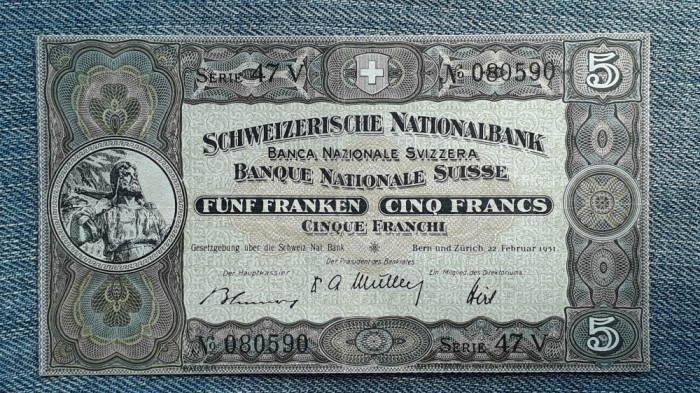 SERIE 47 V No 080590 5
SCHWEIZERISCHE NATIONALBANK
BANCA NAZIONALE SVIZZERA
BANQUE NATIONALE SUISSE
FÜNF FRANKEN CINQ FRANCS
CINQUE FRANCHI
Gesetzgebung über die Schweiz. Nat. Bank Bern und Zürich, 22. Februar 1951.
Der Präsident des Bankrates
Der Hauptkassier Ein Mitglied des Direktoriums
No 080590 SERIE 47 V 5